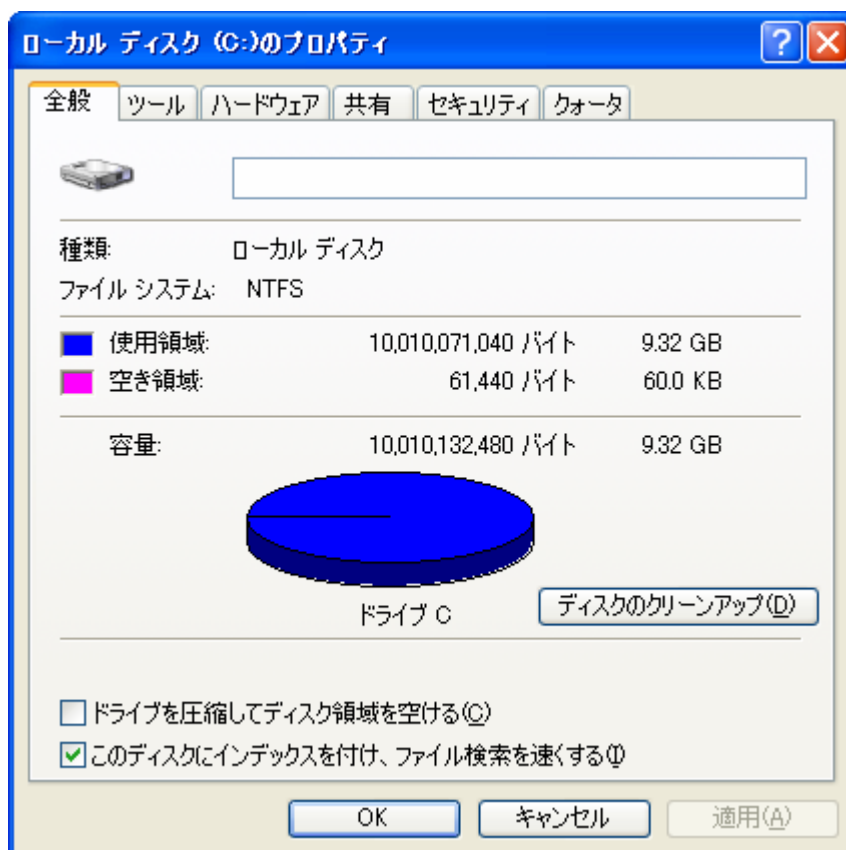 ローカル ディスク (C:)のプロパティ
全般 ツール ハードウェア 共有 セキュリティ クォータ
種類: ローカル ディスク
ファイル システム: NTFS
使用領域: 10,010,071,040 バイト 9.32 GB
空き領域: 61,440 バイト 60.0 KB
容量: 10,010,132,480 バイト 9.32 GB
ドライブ C
ディスクのクリーンアップ(D)
ドライブを圧縮してディスク領域を空ける(C)
このディスクにインデックスを付け、ファイル検索を速くする(I)
OK キャンセル 適用(A)